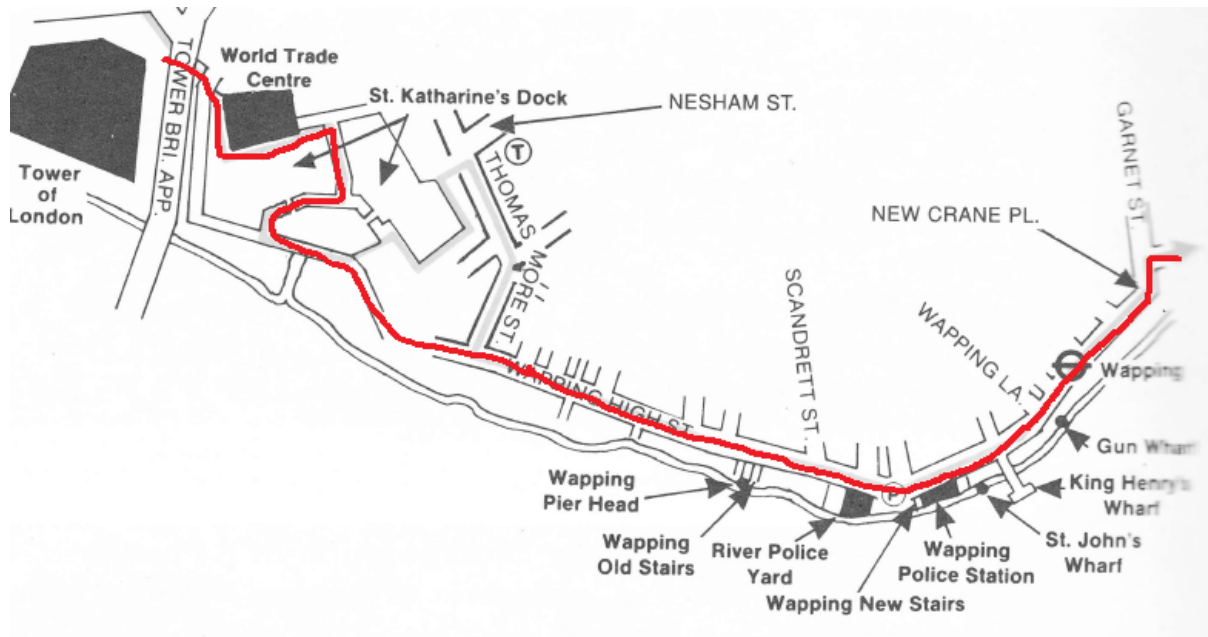 World Trade
Centre
St. Katharine's Dock
NESHAM ST.
T
Tower
of
London
TOWER BRI. APP.
THOMAS MORE ST.
GARNET ST.
NEW CRANE PL.
SCANDRETT ST.
WAPPING LA.
Wapping
WAPPING HIGH ST.
Gun Wharf
Wapping
Pier Head
P
King Henry's
Wharf
Wapping
Old Stairs
River Police
Yard
Wapping
Police Station
St. John's
Wharf
Wapping New Stairs